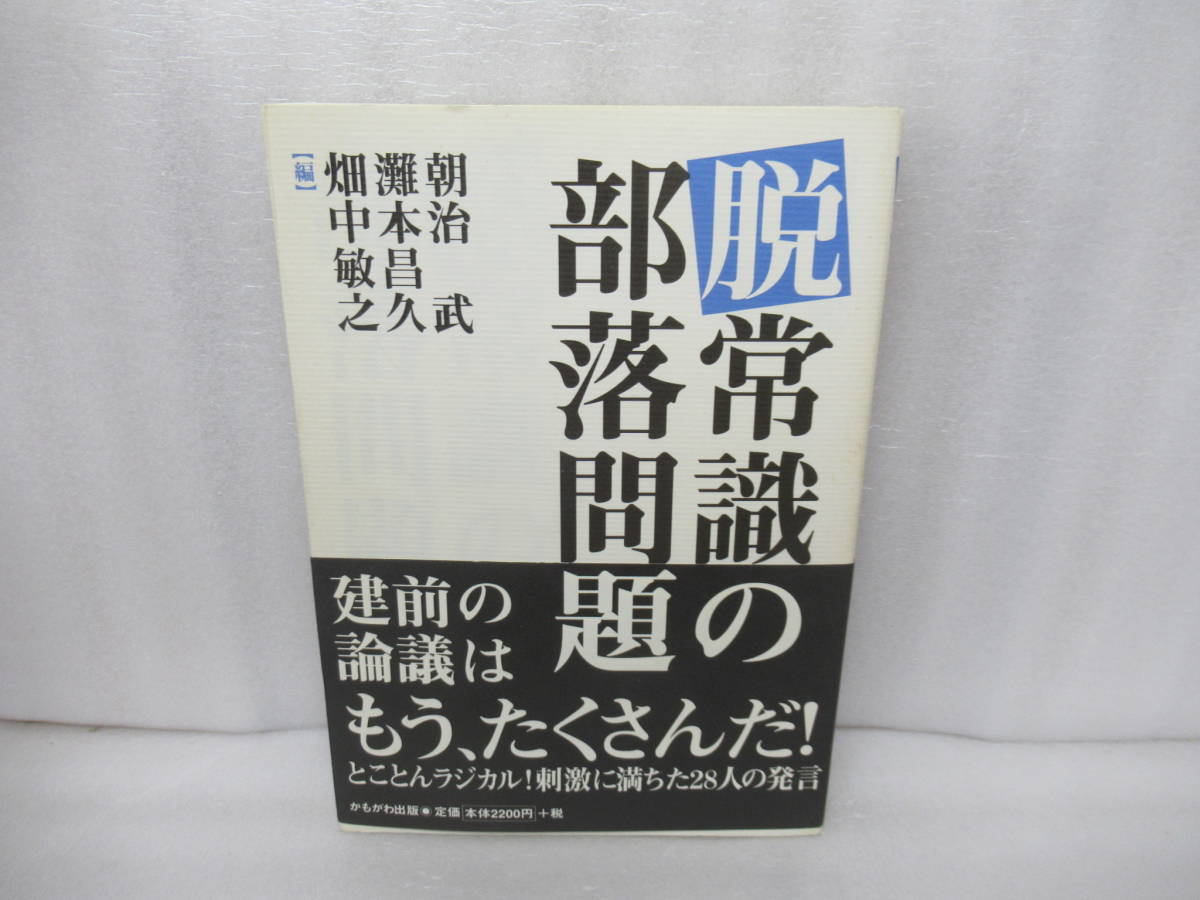 脱常識の
部落問題
朝治 武
灘本昌久
畑中敏之
【編】
建前の
論議は
もう、たくさんだ!
とことんラジカル!刺激に満ちた28人の発言
かもがわ出版●定価 本体2200円 +税